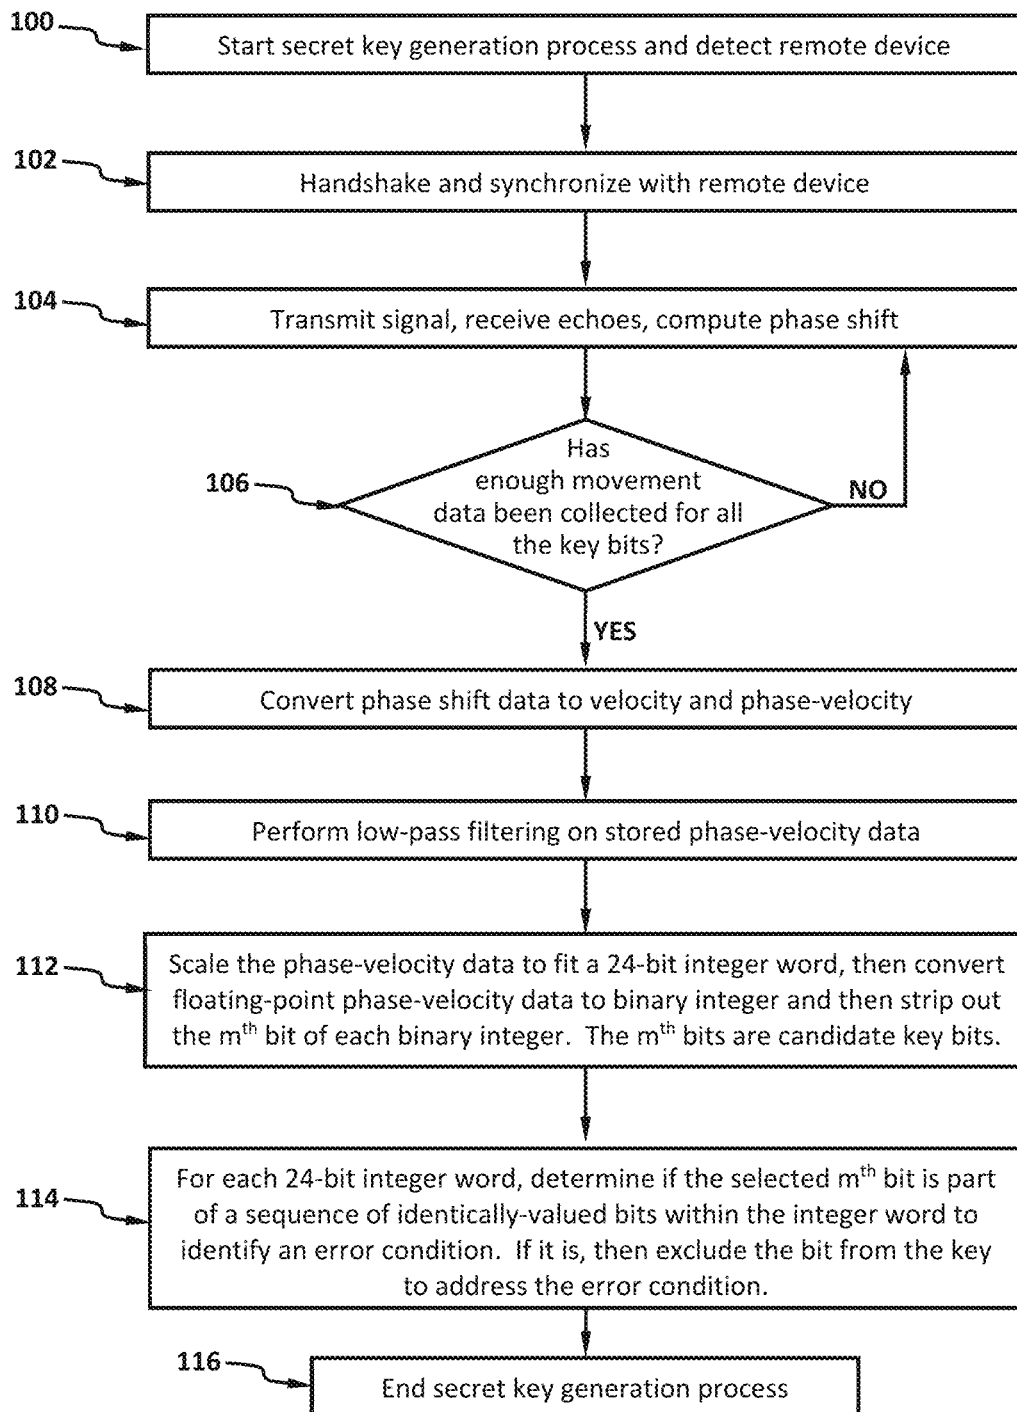 100
Start secret key generation process and detect remote device
102
Handshake and synchronize with remote device
104
Transmit signal, receive echoes, compute phase shift
106
Has
enough movement
data been collected for all
the key bits?
NO
YES
108
Convert phase shift data to velocity and phase-velocity
110
Perform low-pass filtering on stored phase-velocity data
112
Scale the phase-velocity data to fit a 24-bit integer word, then convert
floating-point phase-velocity data to binary integer and then strip out
the mth bit of each binary integer. The mth bits are candidate key bits.
114
For each 24-bit integer word, determine if the selected mth bit is part
of a sequence of identically-valued bits within the integer word to
identify an error condition. If it is, then exclude the bit from the key
to address the error condition.
116
End secret key generation process